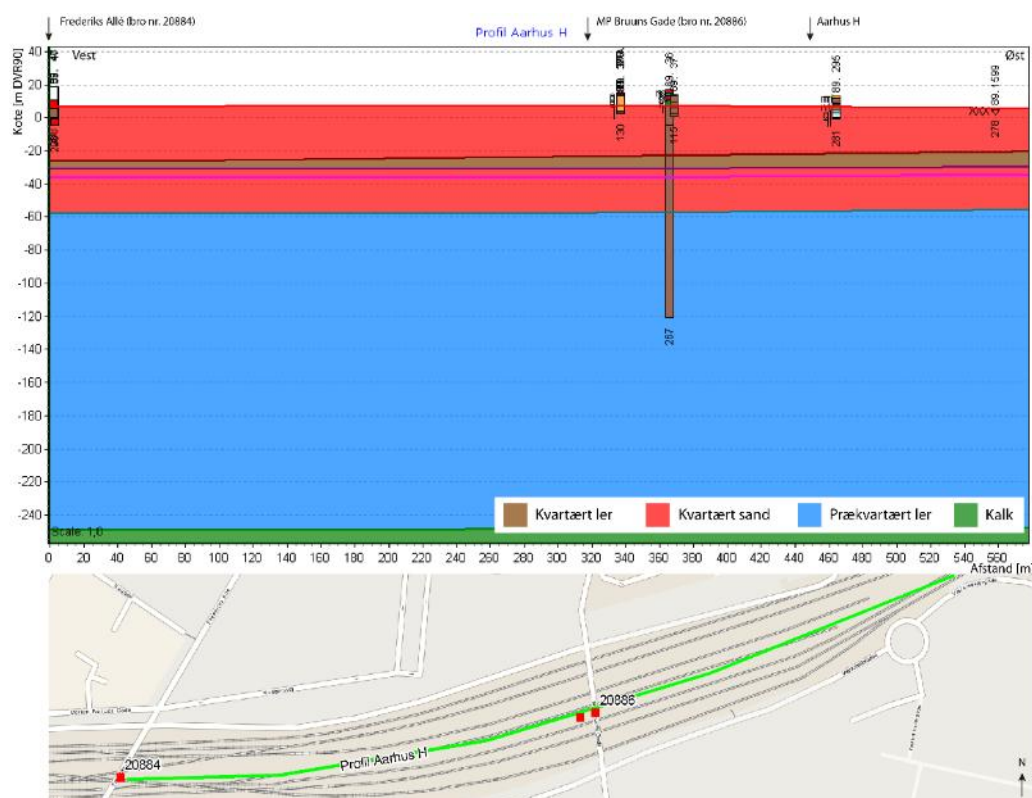 Frederiks Allé (bro nr. 20884)
MP Bruuns Gade (bro nr. 20886)
Aarhus H
Profil Aarhus H
Kote [m DVR90]
Vest
Øst
40
20
0
-20
-40
-60
-80
-100
-120
-140
-160
-180
-200
-220
-240
130
115
267
89. 295
281
89.1599
278
Kvartært ler
Kvartært sand
Prækvartært ler
Kalk
Scale: 1,0
0 20 40 60 80 100 120 140 160 180 200 220 240 260 280 300 320 340 360 380 400 420 440 460 480 500 520 540 560
Afstand [m]
20884
20886
Profil Aarhus H
N